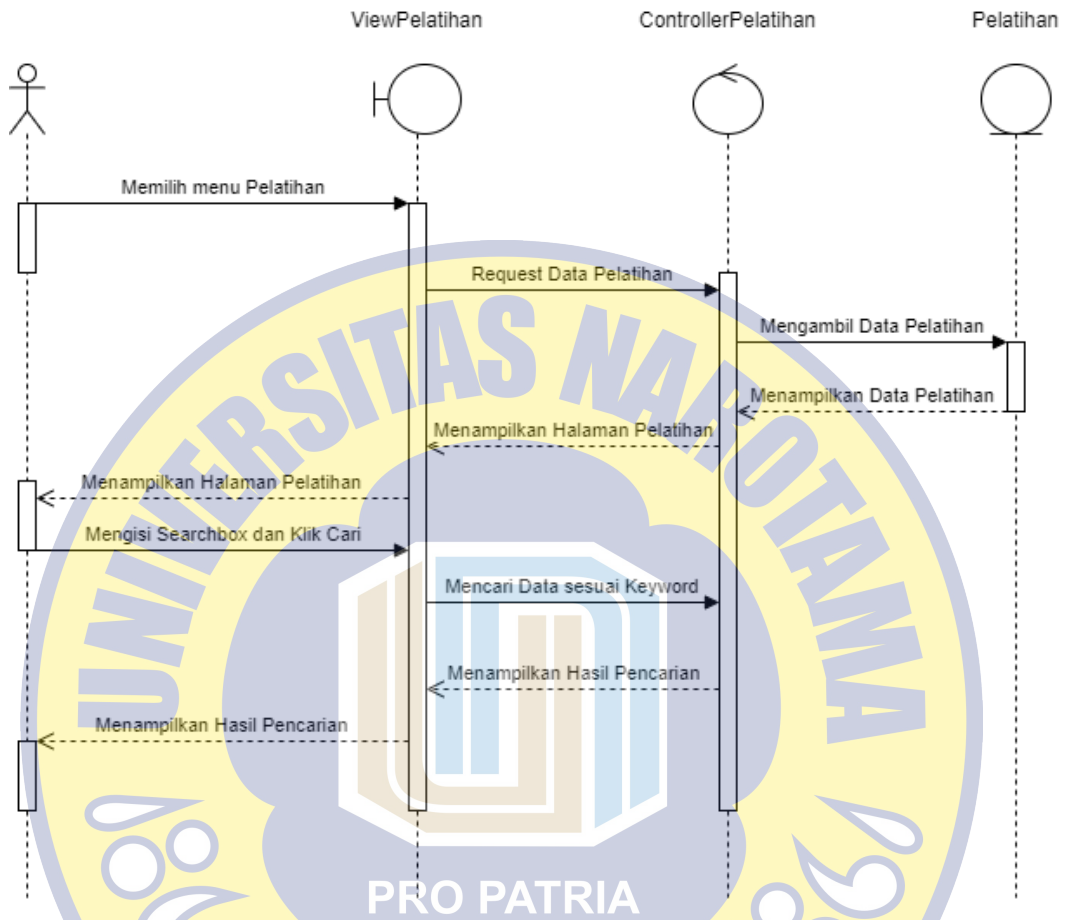 ViewPelatihan
ControllerPelatihan
Pelatihan
Memilih menu Pelatihan
Request Data Pelatihan
Mengambil Data Pelatihan
Menampilkan Data Pelatihan
Menampilkan Halaman Pelatihan
Menampilkan Halaman Pelatihan
Mengisi Searchbox dan Klik Cari
Mencari Data sesuai Keyword
Menampilkan Hasil Pencarian
Menampilkan Hasil Pencarian
UNIVERSITAS NAROTAMA
PRO PATRIA